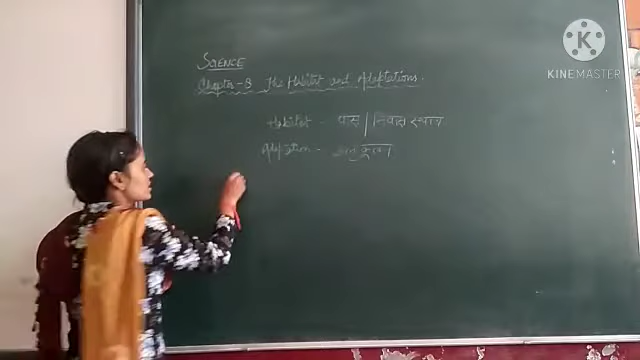 SCIENCE
Chapter-8 The Habitat and Adaptations.
Habitat - वास / निवास स्थान
Adaptation - अनुकूलन
KINEMASTER